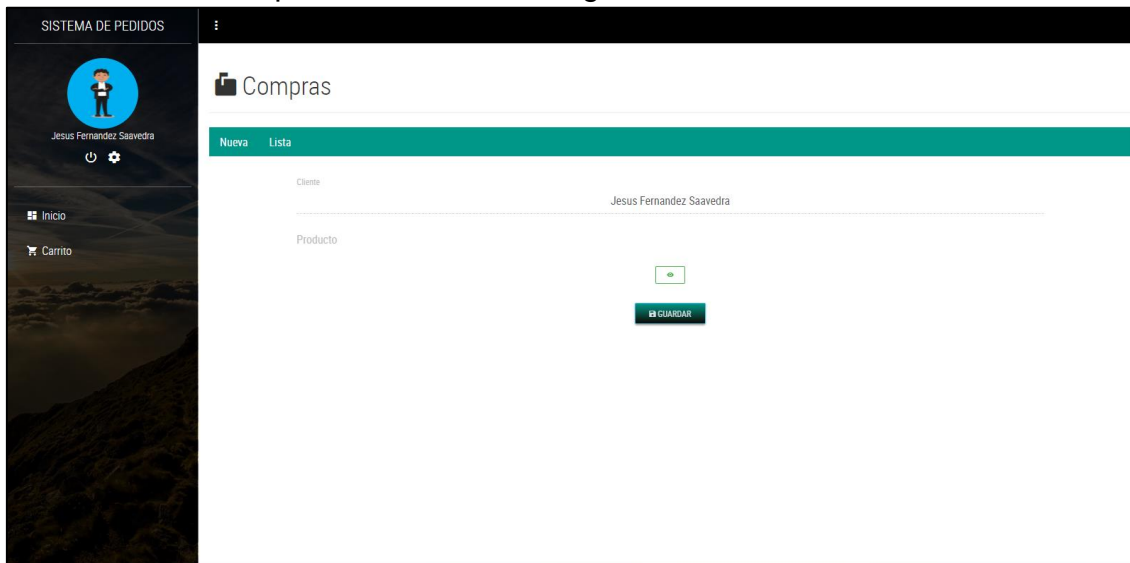 SISTEMA DE PEDIDOS
Jesus Fernandez Saavedra
Inicio
Carrito
Compras
Nueva Lista
Cliente
Jesus Fernandez Saavedra
Producto
GUARDAR